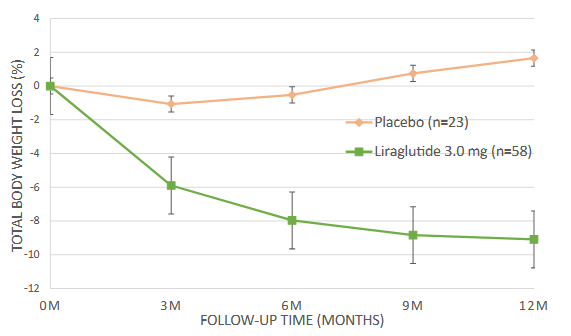 4
2
0
-2
-4
-6
-8
-10
-12
TOTAL BODY WEIGHT LOSS (%)
Placebo (n=23)
Liraglutide 3.0 mg (n=58)
0M 3M 6M 9M 12M
FOLLOW-UP TIME (MONTHS)